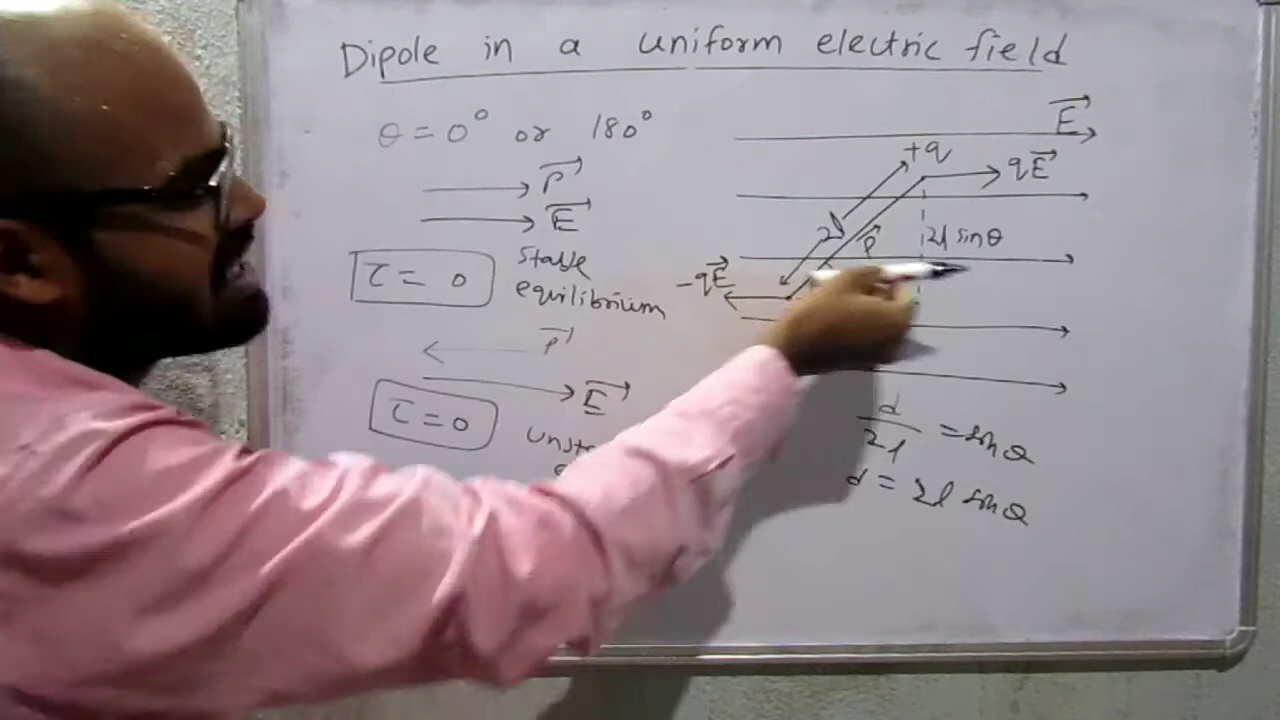 Dipole in a uniform electric field
θ = 0° or 180°
P⃗
E⃗
τ = 0
stable
equilibrium
P⃗
E⃗
τ = 0
E⃗
+q
qE⃗
2l
P⃗
2l sinθ
-qE⃗
d/2l = sinθ
d = 2l sinθ